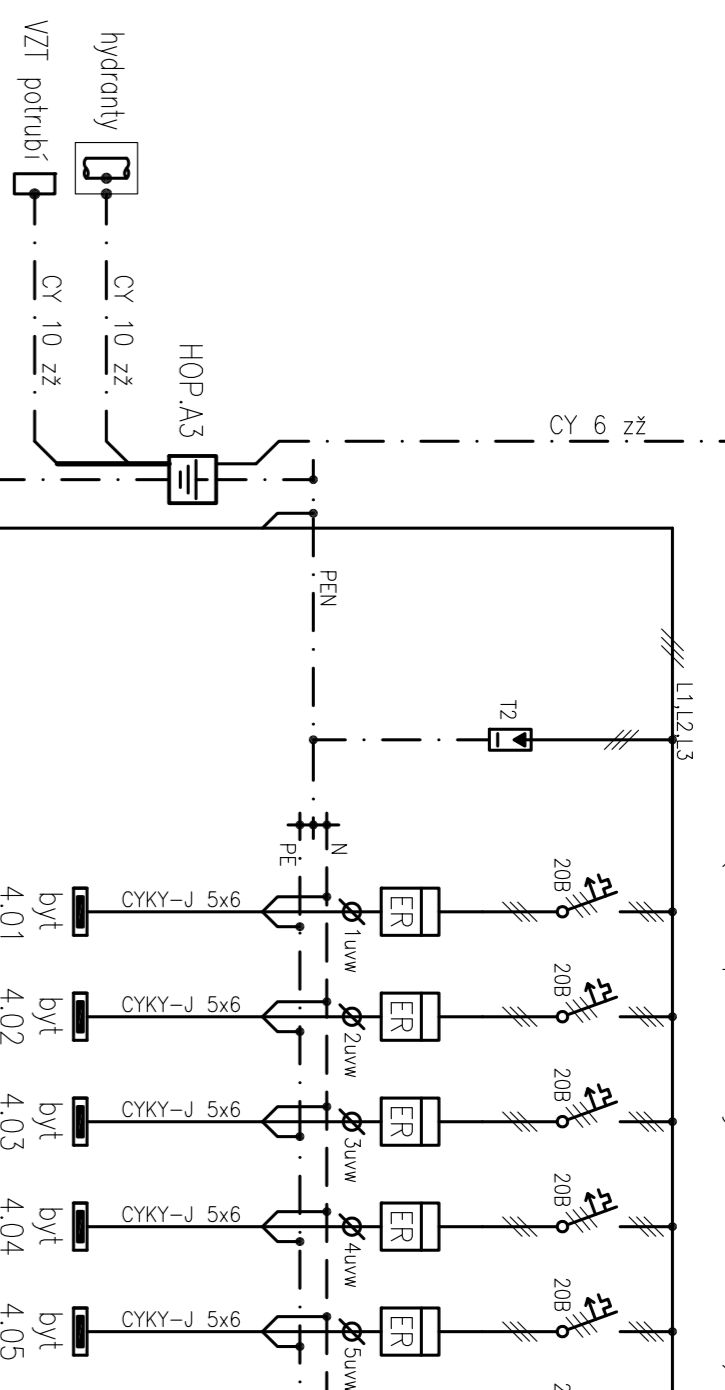 VZT potrubí
hydranty
CY 10 zž
CY 10 zž
HOP.A3
CY 6 zž
PEN
L1,L2,L3
T2
N
PE
20B
ER
1uvw
CYKY-J 5x6
byt
4.01
20B
ER
2uvw
CYKY-J 5x6
byt
4.02
20B
ER
3uvw
CYKY-J 5x6
byt
4.03
20B
ER
4uvw
CYKY-J 5x6
byt
4.04
20B
ER
5uvw
CYKY-J 5x6
byt
4.05